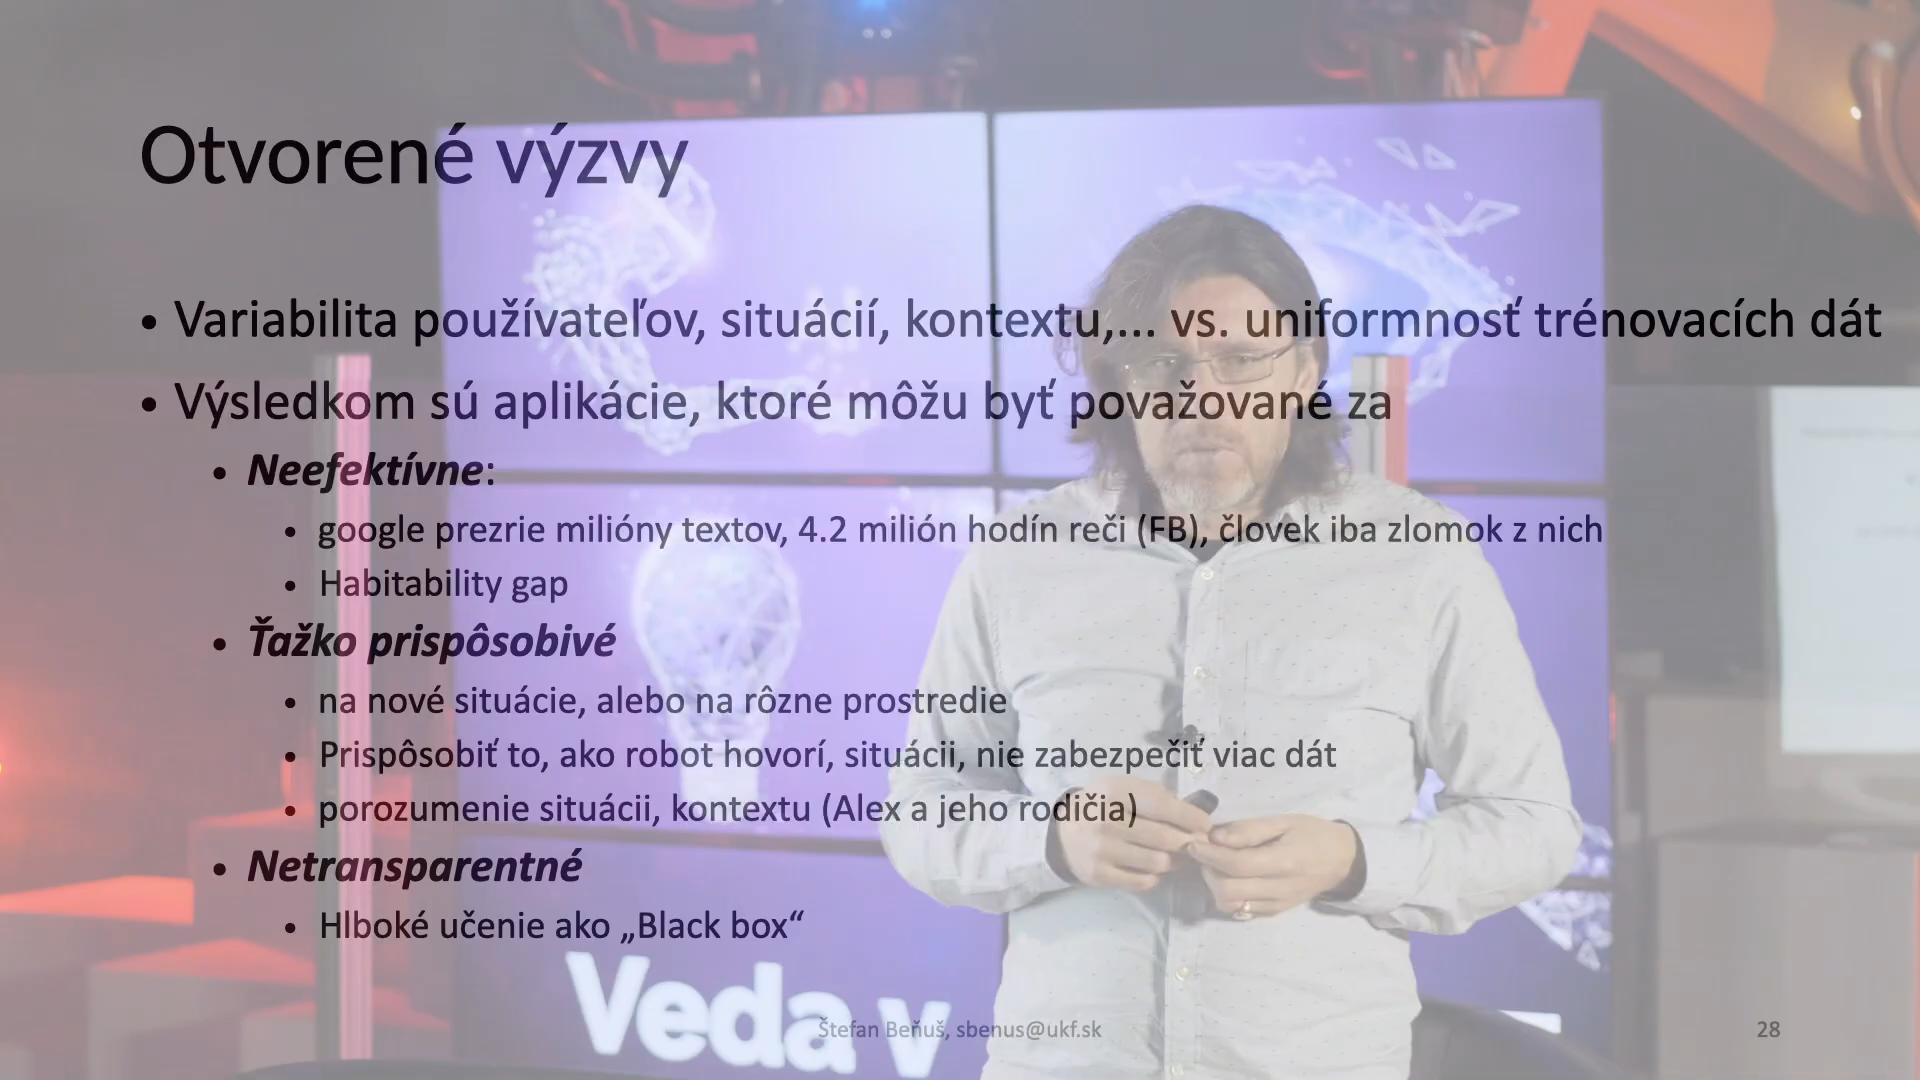 Otvorené výzvy
• Variabilita používateľov, situácií, kontextu,... vs. uniformnosť trénovacích dát
• Výsledkom sú aplikácie, ktoré môžu byť považované za
• Neefektívne:
• google prezrie milióny textov, 4.2 milión hodín reči (FB), človek iba zlomok z nich
• Habitability gap
• Ťažko prispôsobivé
• na nové situácie, alebo na rôzne prostredie
• Prispôsobiť to, ako robot hovorí, situácii, nie zabezpečiť viac dát
• porozumenie situácii, kontextu (Alex a jeho rodičia)
• Netransparentné
• Hlboké učenie ako „Black box“
Veda v
Štefan Beňuš, sbenus@ukf.sk
28